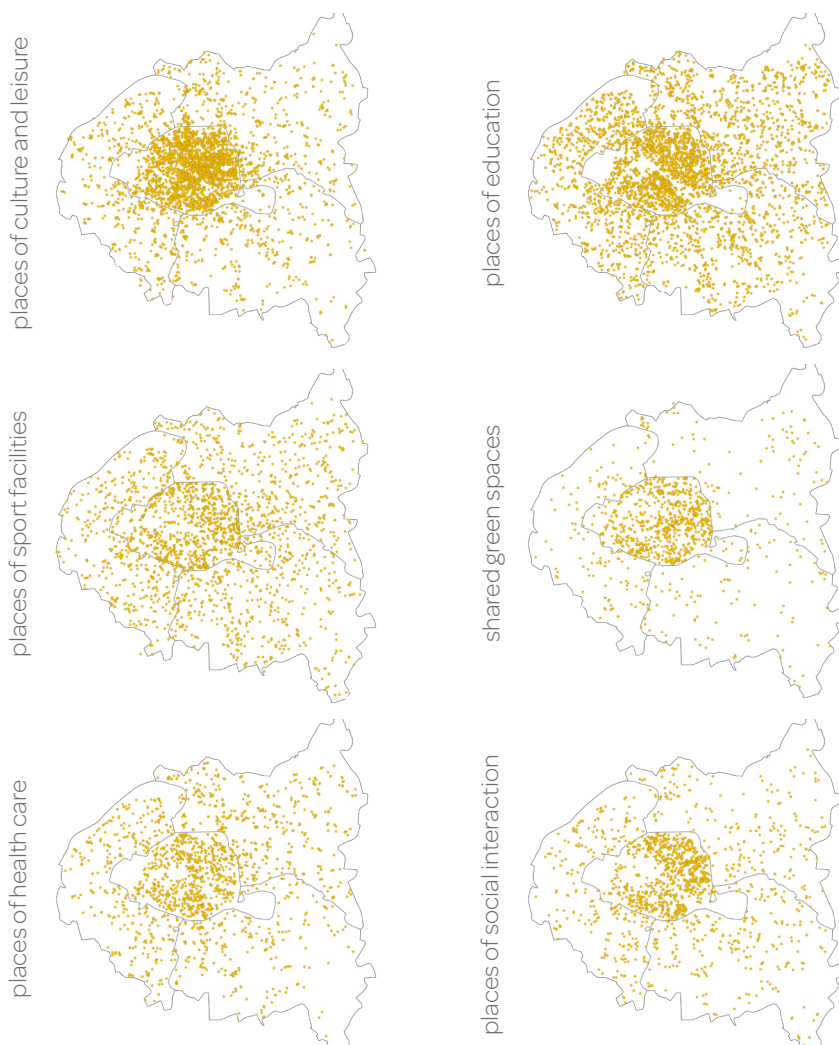 places of culture and leisure
places of education
places of sport facilities
shared green spaces
places of health care
places of social interaction